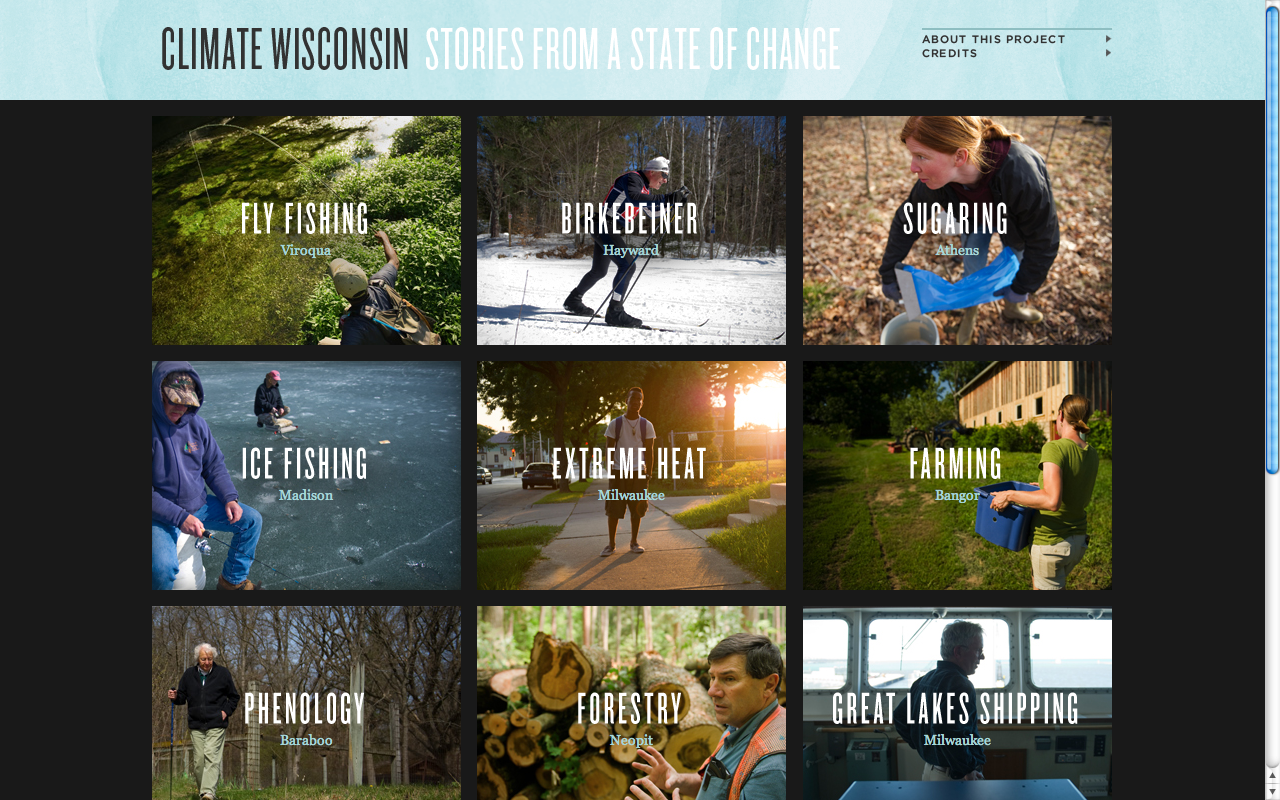 CLIMATE WISCONSIN STORIES FROM A STATE OF CHANGE
ABOUT THIS PROJECT
CREDITS
FLY FISHING
Viroqua
BIRKEBEINER
Hayward
SUGARING
Athens
ICE FISHING
Madison
EXTREME HEAT
Milwaukee
FARMING
Bangor
PHENOLOGY
Baraboo
FORESTRY
Neopit
GREAT LAKES SHIPPING
Milwaukee